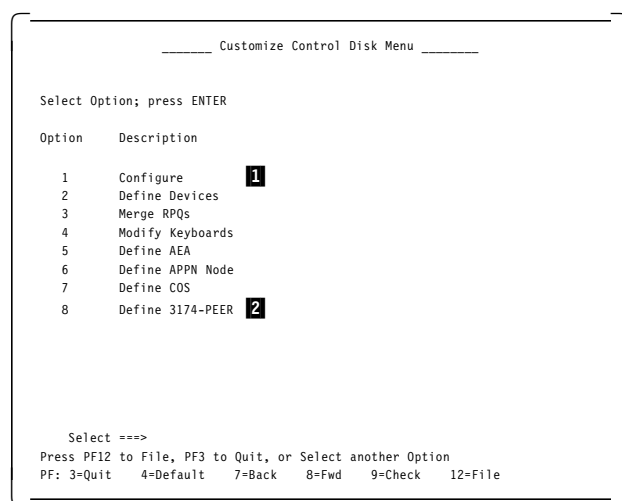 _______ Customize Control Disk Menu ________
Select Option; press ENTER
Option Description
1 Configure 1
2 Define Devices
3 Merge RPQs
4 Modify Keyboards
5 Define AEA
6 Define APPN Node
7 Define COS
8 Define 3174-PEER 2
Select ===>
Press PF12 to File, PF3 to Quit, or Select another Option
PF: 3=Quit 4=Default 7=Back 8=Fwd 9=Check 12=File